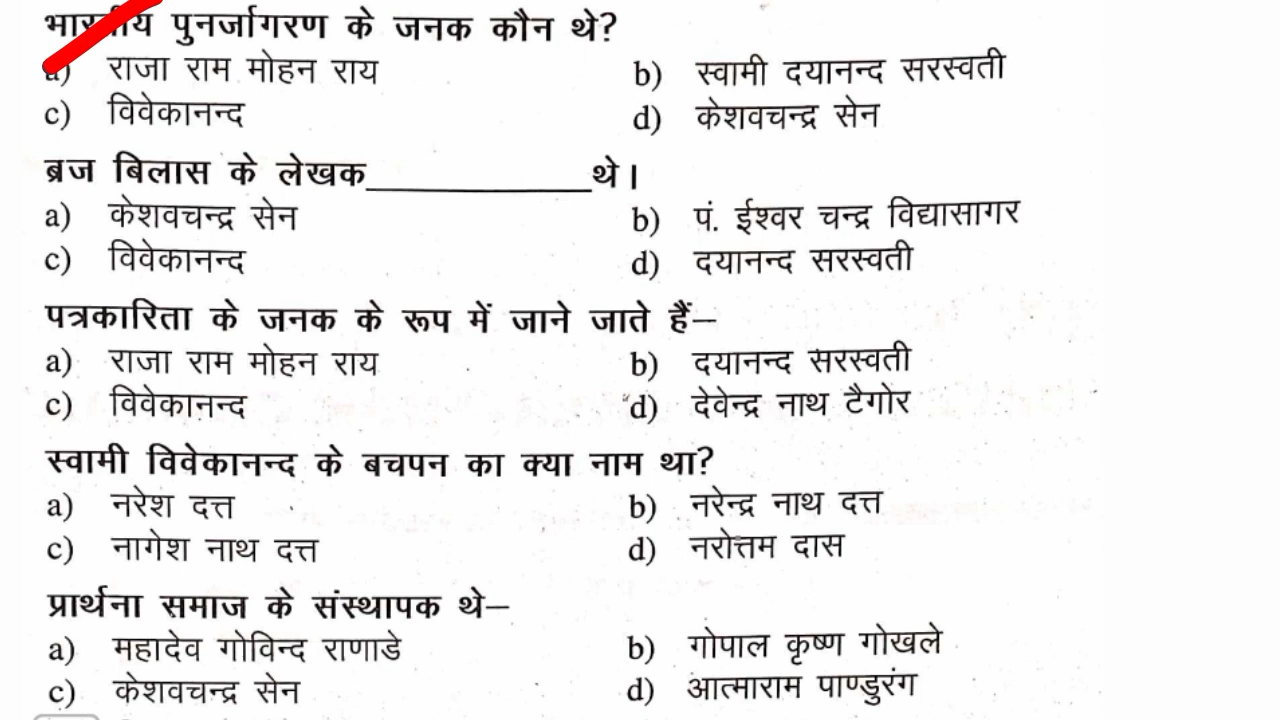 पुनर्जागरण के जनक कौन थे?
राजा राम मोहन राय b) स्वामी दयानन्द सरस्वती
c) विवेकानन्द d) केशवचन्द्र सेन
ब्रज बिलास के लेखक____________थे।
a) केशवचन्द्र सेन b) पं. ईश्वर चन्द्र विद्यासागर
c) विवेकानन्द d) दयानन्द सरस्वती
पत्रकारिता के जनक के रूप में जाने जाते हैं–
a) राजा राम मोहन राय b) दयानन्द सरस्वती
c) विवेकानन्द d) देवेन्द्र नाथ टैगोर
स्वामी विवेकानन्द के बचपन का क्या नाम था?
a) नरेश दत्त b) नरेन्द्र नाथ दत्त
c) नागेश नाथ दत्त d) नरोत्तम दास
प्रार्थना समाज के संस्थापक थे–
a) महादेव गोविन्द राणाडे b) गोपाल कृष्ण गोखले
c) केशवचन्द्र सेन d) आत्माराम पाण्डुरंग